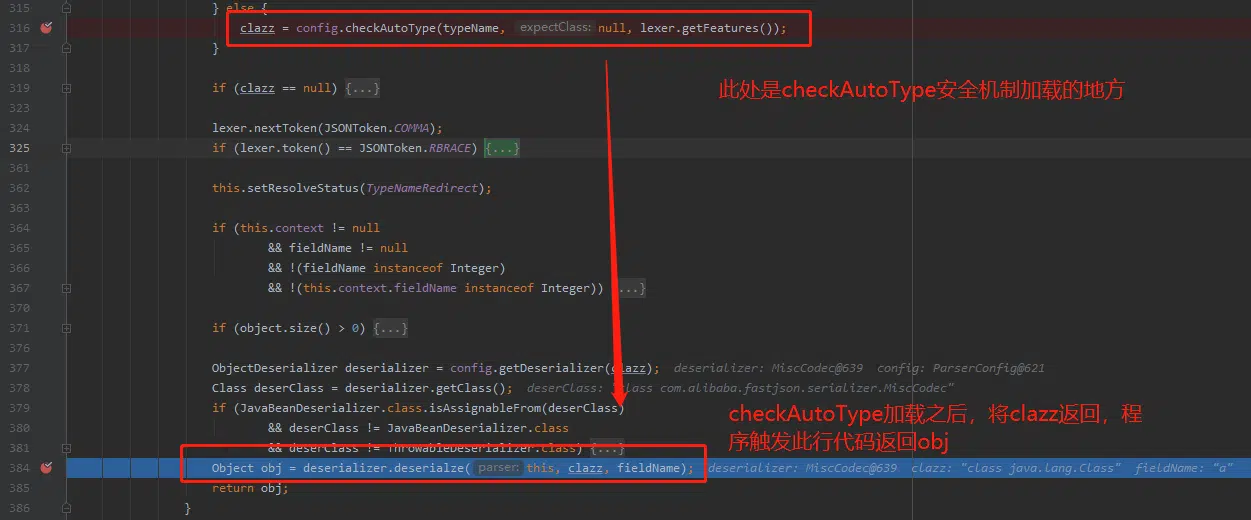 315 } else {
316 clazz = config.checkAutoType(typeName, expectClass: null, lexer.getFeatures());
317 }
318
319 if (clazz == null) {...}
此处是checkAutoType安全机制加载的地方
323
324 lexer.nextToken(JSONToken.COMMA);
325 if (lexer.token() == JSONToken.RBRACE) {...}
361
362 this.setResolveStatus(TypeNameRedirect);
363
364 if (this.context != null
365 && fieldName != null
366 && !(fieldName instanceof Integer)
367 && !(this.context.fieldName instanceof Integer)) ...}
370
371 if (object.size() > 0) {...}
376
377 ObjectDeserializer deserializer = config.getDeserializer(clazz); deserializer: MiscCodec@639 config: ParserConfig@621
378 Class deserClass = deserializer.getClass(); deserClass: "class com.alibaba.fastjson.serializer.MiscCodec"
379 if (JavaBeanDeserializer.class.isAssignableFrom(deserClass)
380 && deserClass != JavaBeanDeserializer.class
381 && deserClass != ThrowableDeserializer.class) {...}
checkAutoType加载之后，将clazz返回，程
序触发此行代码返回obj
384 Object obj = deserializer.deserialze( parser: this, clazz, fieldName); deserializer: MiscCodec@639 clazz: "class java.lang.Class" fieldName: "a"
385 return obj;
386 }